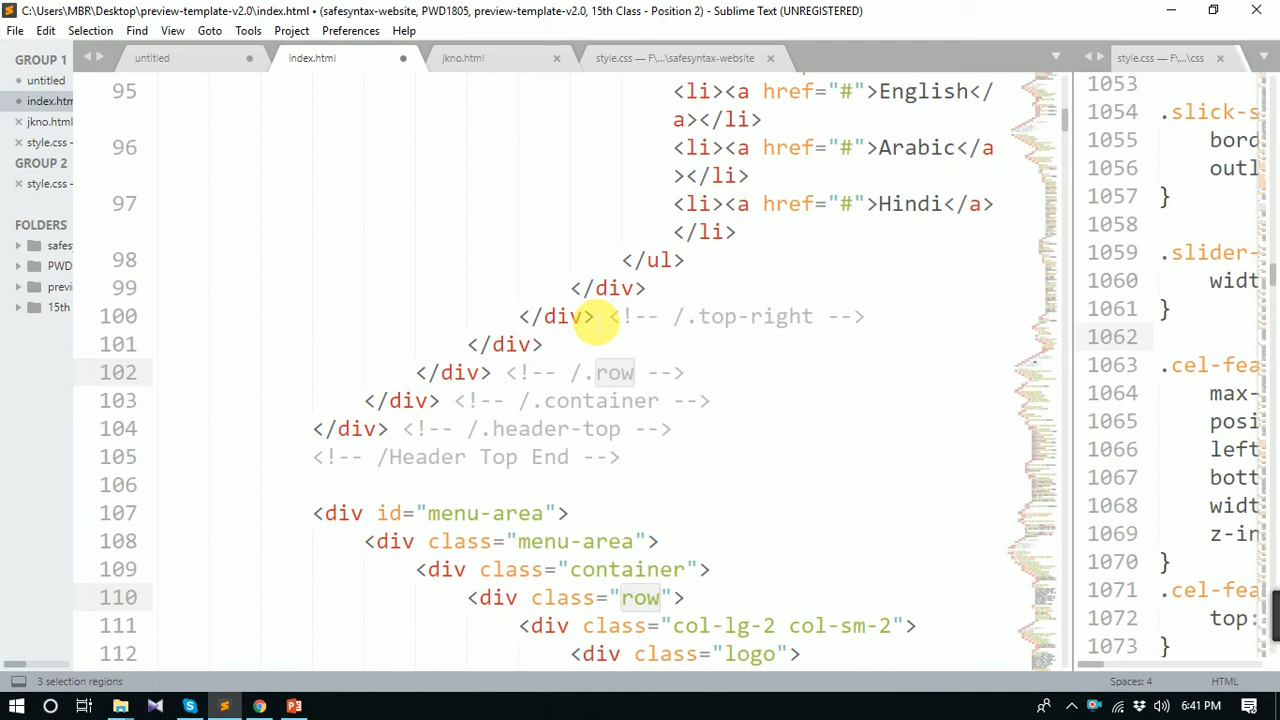 C:\Users\MBR\Desktop\preview-template-v2.0\index.html • (safesyntax-website, PWD1805, preview-template-v2.0, 15th Class - Position 2) - Sublime Text (UNREGISTERED)
File Edit Selection Find View Goto Tools Project Preferences Help
GROUP 1
untitled
index.htm
jkno.html
style.css —
GROUP 2
style.css —
FOLDERS
safesy
PWD
previ
15th
untitled
index.html
jkno.html
style.css — F\...\safesyntax-website
style.css — F\...\css
95 <li><a href="#">English</
a></li>
96 <li><a href="#">Arabic</a
></li>
97 <li><a href="#">Hindi</a>
</li>
98 </ul>
99 </div>
100 </div> <!-- /.top-right -->
101 </div>
102 </div> <!-- /.row -->
103 </div> <!-- /.container -->
104 </div> <!-- /.header-top -->
105 <!-- /Header Top End -->
106
107 <div id="menu-area">
108 <div class="menu-area">
109 <div class="container">
110 <div class="row">
111 <div class="col-lg-2 col-sm-2">
112 <div class="logo">
1053
1054 .slick-s
1055 bord
1056 outl
1057 }
1058
1059 .slider-
1060 widt
1061 }
1062
1063 .cel-fea
1064 max-
1065 posi
1066 left
1067 bott
1068 widt
1069 z-in
1070 }
1071 .cel-fea
1072 top:
1073 }
3 selection regions
Spaces: 4
HTML
6:41 PM